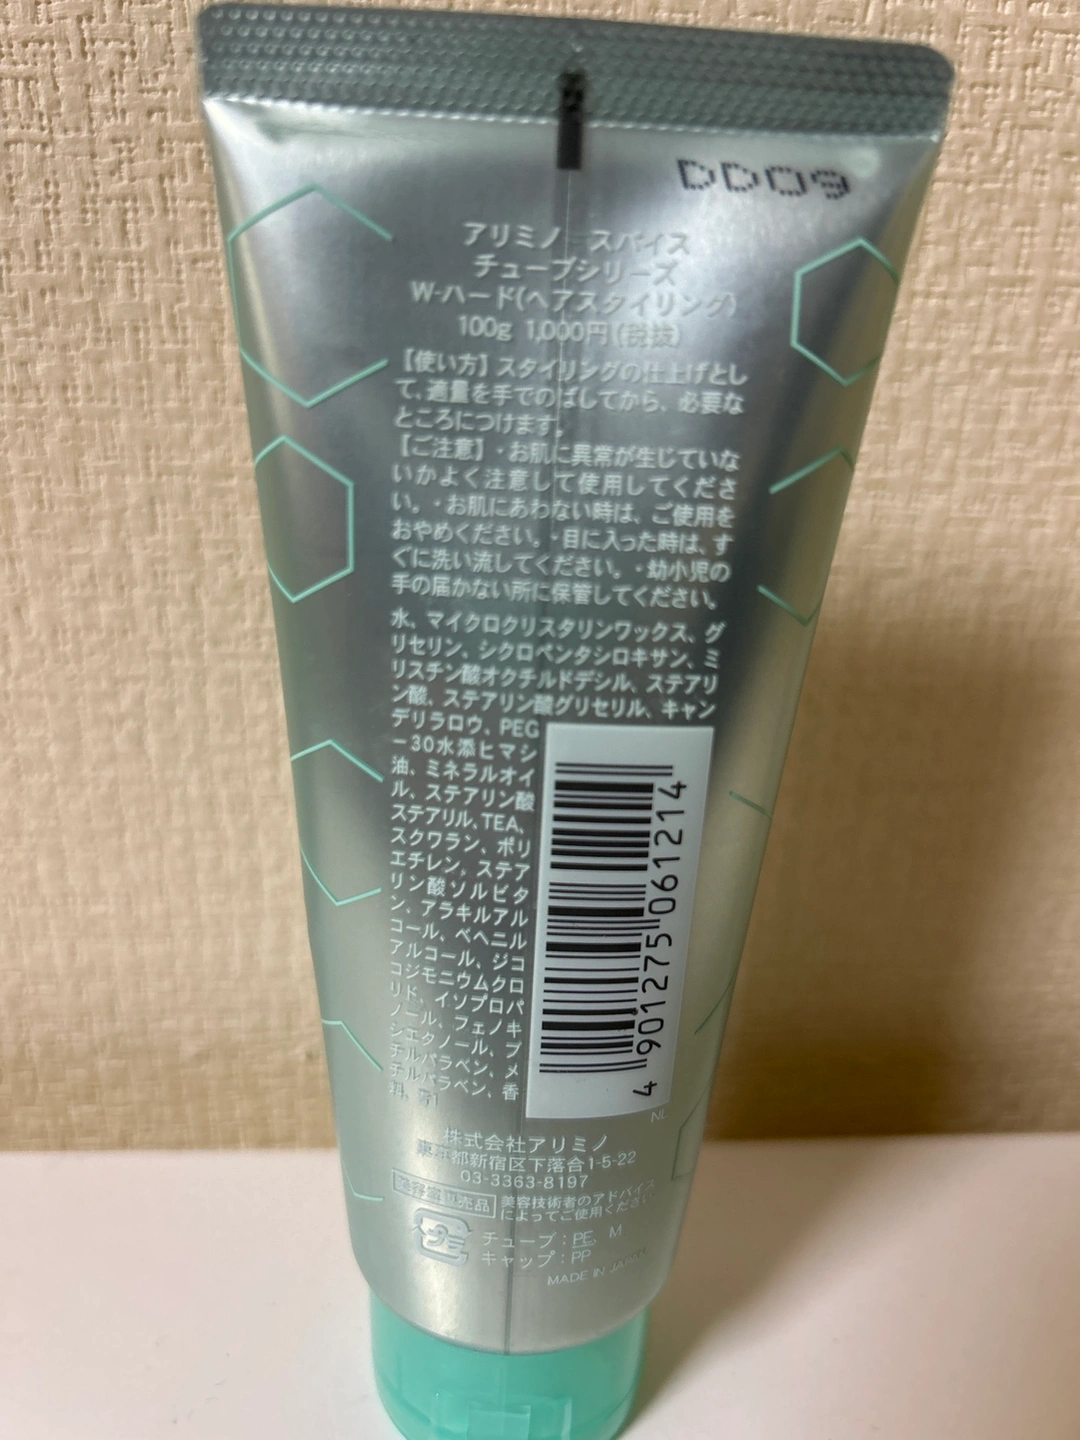 DD09
アリミノ スパイス
チューブシリーズ
W-ハード(ヘアスタイリング)
100g 1,000円(税抜)
【使い方】スタイリングの仕上げとし
て、適量を手でのばしてから、必要な
ところにつけます。
【ご注意】・お肌に異常が生じていな
いかよく注意して使用してくださ
い。・お肌にあわない時は、ご使用を
おやめください。・目に入った時は、す
ぐに洗い流してください。・幼小児の
手の届かない所に保管してください。
水、マイクロクリスタリンワックス、グ
リセリン、シクロペンタシロキサン、ミ
リスチン酸オクチルドデシル、ステアリ
ン酸、ステアリン酸グリセリル、キャン
デリラロウ、PEG
-30水添ヒマシ
油、ミネラルオイ
ル、ステアリン酸
ステアリル、TEA、
スクワラン、ポリ
エチレン、ステア
リン酸ソルビタ
ン、アラキルアル
コール、ベヘニル
アルコール、ジコ
コジモニウムクロ
リド、イソプロパ
ノール、フェノキ
シエタノール、プ
チルパラベン、メ
チルパラベン、香
料、
4 901275 061214
NL
株式会社アリミノ
東京都新宿区下落合1-5-22
03-3363-8197
美容室専売品
美容技術者のアドバイス
によってご使用ください
プラ
チューブ:PE、M
キャップ:PP
MADE IN JAPAN